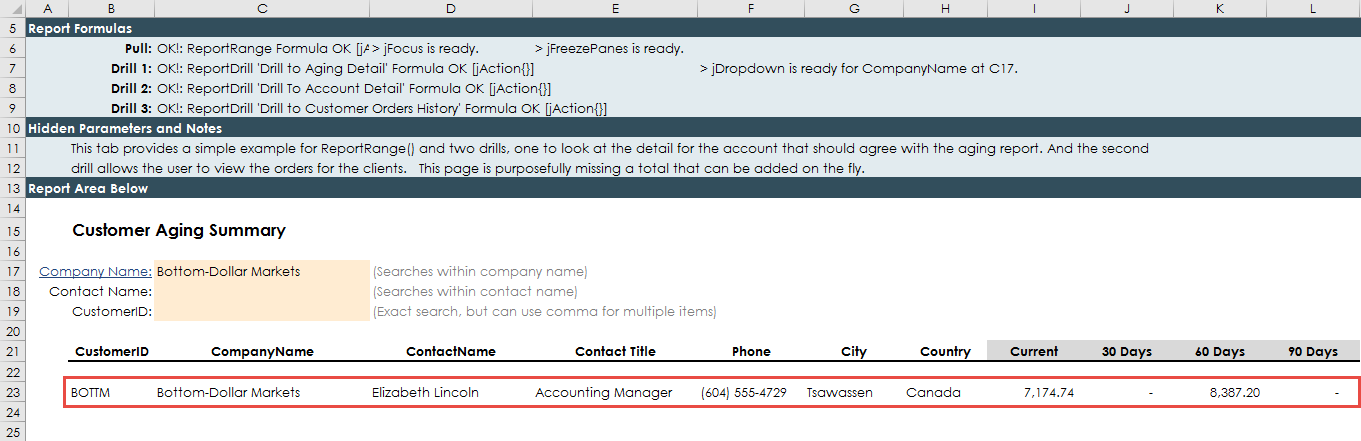 A B C D E F G H I J K L
5 Report Formulas
6 Pull: OK!: ReportRange Formula OK [jA > jFocus is ready. > jFreezePanes is ready.
7 Drill 1: OK!: ReportDrill 'Drill to Aging Detail' Formula OK [jAction{}] > jDropdown is ready for CompanyName at C17.
8 Drill 2: OK!: ReportDrill 'Drill To Account Detail' Formula OK [jAction{}]
9 Drill 3: OK!: ReportDrill 'Drill to Customer Orders History' Formula OK [jAction{}]
10 Hidden Parameters and Notes
11 This tab provides a simple example for ReportRange() and two drills, one to look at the detail for the account that should agree with the aging report. And the second
12 drill allows the user to view the orders for the clients. This page is purposefully missing a total that can be added on the fly.
13 Report Area Below
14
15 Customer Aging Summary
16
17 Company Name: Bottom-Dollar Markets (Searches within company name)
18 Contact Name: (Searches within contact name)
19 CustomerID: (Exact search, but can use comma for multiple items)
20
21 CustomerID CompanyName ContactName Contact Title Phone City Country Current 30 Days 60 Days 90 Days
22
23 BOTTM Bottom-Dollar Markets Elizabeth Lincoln Accounting Manager (604) 555-4729 Tsawassen Canada 7,174.74 - 8,387.20 -
24
25